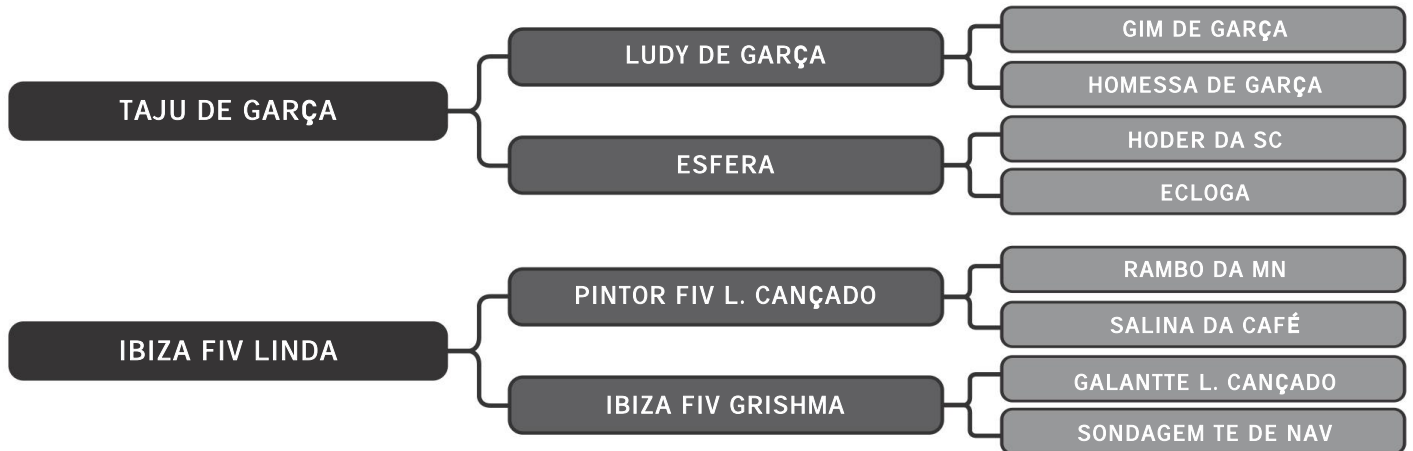 TAJU DE GARÇA
LUDY DE GARÇA
GIM DE GARÇA
HOMESSA DE GARÇA
ESFERA
HODER DA SC
ECLOGA
IBIZA FIV LINDA
PINTOR FIV L. CANÇADO
RAMBO DA MN
SALINA DA CAFÉ
IBIZA FIV GRISHMA
GALANTTE L. CANÇADO
SONDAGEM TE DE NAV